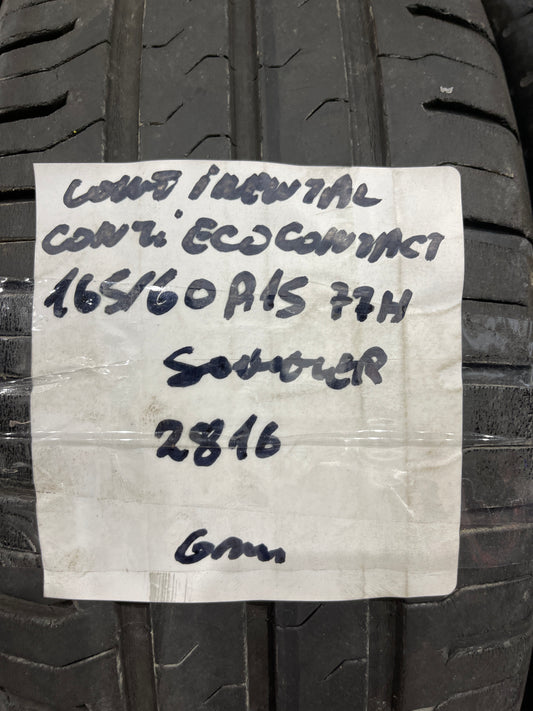 CONTINENTAL
CONTi ECOCONTACT
165/60 R15 77H
SOMMER
2816
6mm